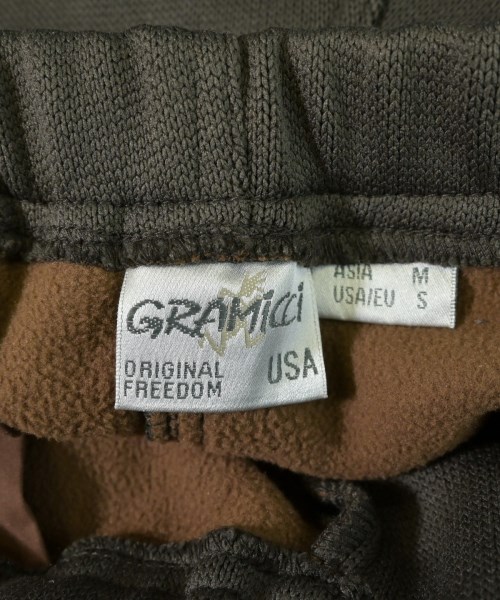 GRAMiCCi
ORIGINAL
FREEDOM
USA
ASIA M
USA/EU S